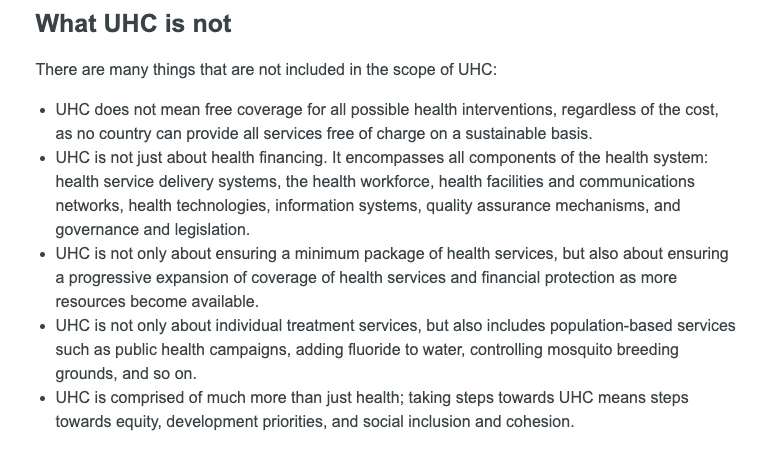 What UHC is not
There are many things that are not included in the scope of UHC:
• UHC does not mean free coverage for all possible health interventions, regardless of the cost,
as no country can provide all services free of charge on a sustainable basis.
• UHC is not just about health financing. It encompasses all components of the health system:
health service delivery systems, the health workforce, health facilities and communications
networks, health technologies, information systems, quality assurance mechanisms, and
governance and legislation.
• UHC is not only about ensuring a minimum package of health services, but also about ensuring
a progressive expansion of coverage of health services and financial protection as more
resources become available.
• UHC is not only about individual treatment services, but also includes population-based services
such as public health campaigns, adding fluoride to water, controlling mosquito breeding
grounds, and so on.
• UHC is comprised of much more than just health; taking steps towards UHC means steps
towards equity, development priorities, and social inclusion and cohesion.